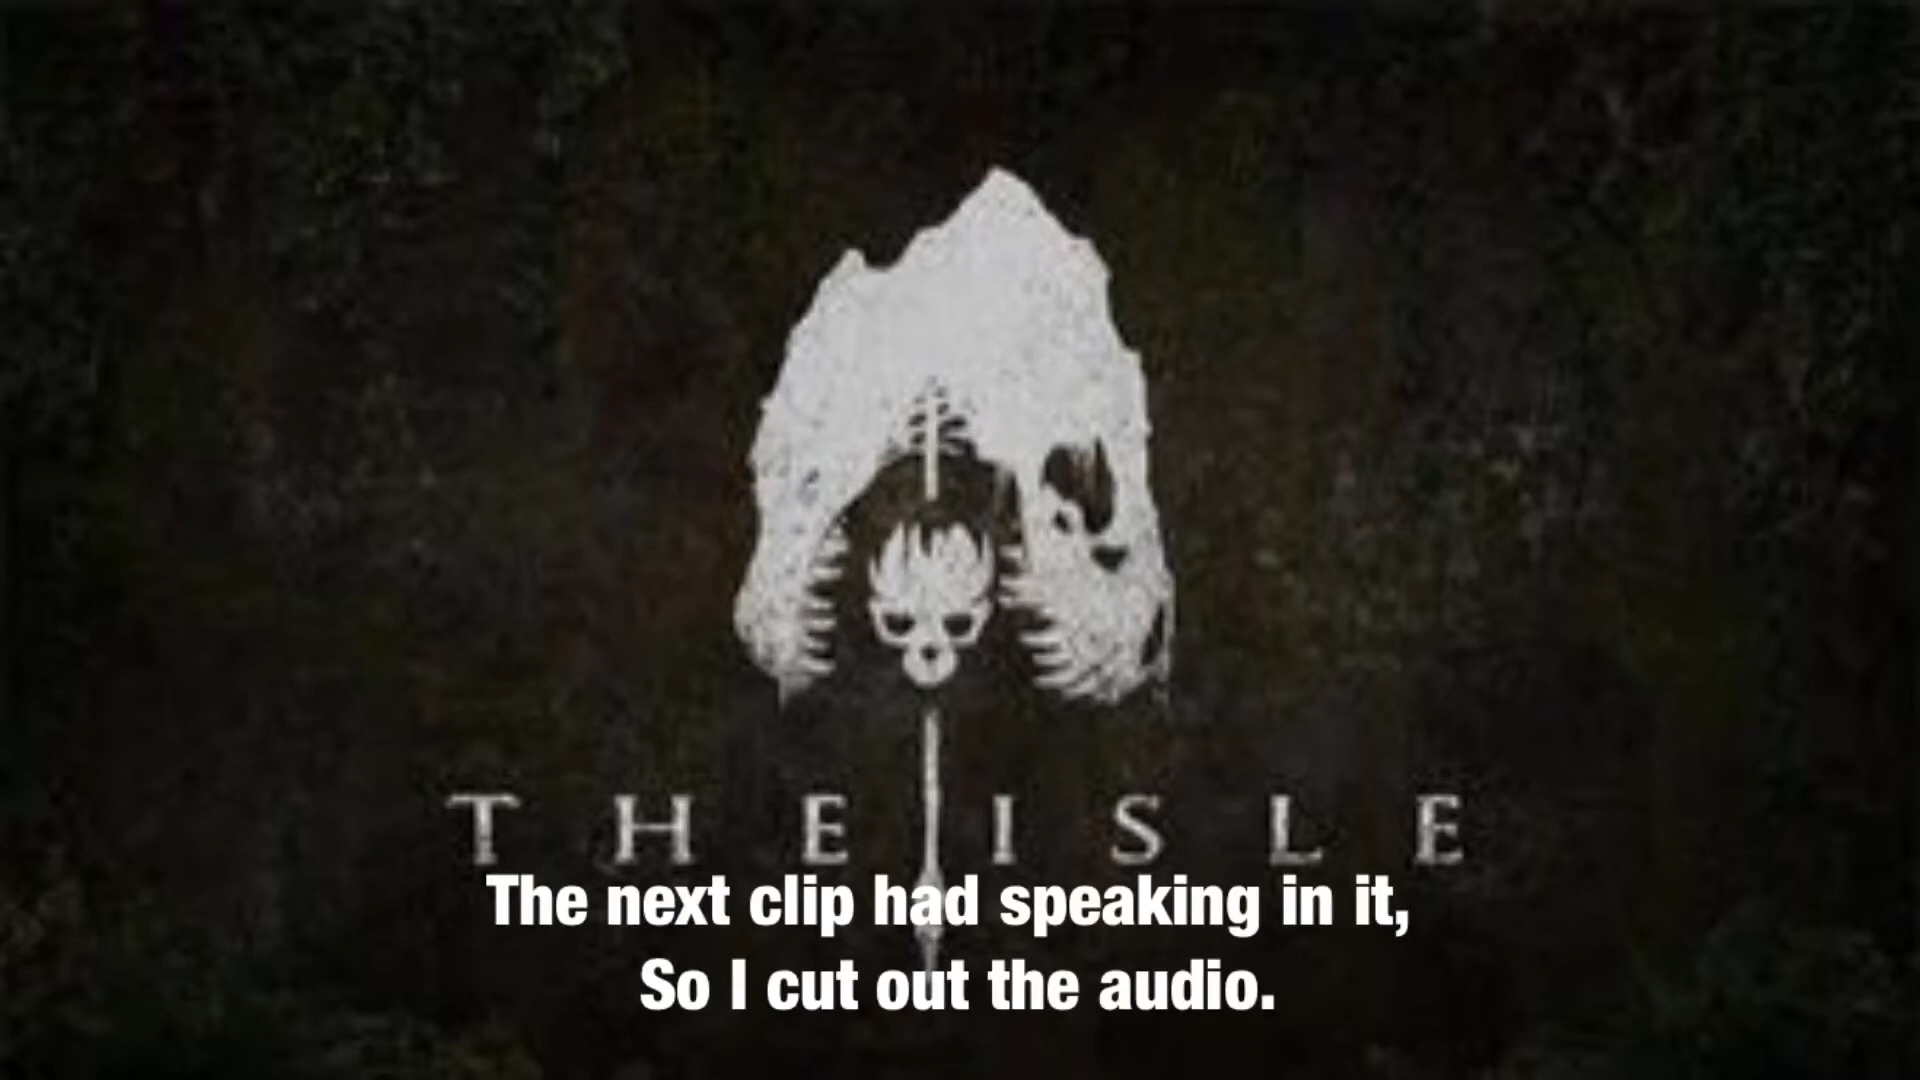 THE ISLE
The next clip had speaking in it,
So I cut out the audio.